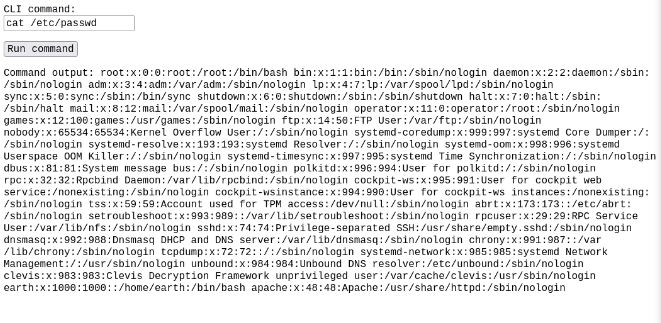 CLI command:
cat /etc/passwd
Run command
Command output: root:x:0:0:root:/root:/bin/bash bin:x:1:1:bin:/bin:/sbin/nologin daemon:x:2:2:daemon:/sbin:
/sbin/nologin adm:x:3:4:adm:/var/adm:/sbin/nologin lp:x:4:7:lp:/var/spool/lpd:/sbin/nologin
sync:x:5:0:sync:/sbin:/bin/sync shutdown:x:6:0:shutdown:/sbin:/sbin/shutdown halt:x:7:0:halt:/sbin:
/sbin/halt mail:x:8:12:mail:/var/spool/mail:/sbin/nologin operator:x:11:0:operator:/root:/sbin/nologin
games:x:12:100:games:/usr/games:/sbin/nologin ftp:x:14:50:FTP User:/var/ftp:/sbin/nologin
nobody:x:65534:65534:Kernel Overflow User:/:/sbin/nologin systemd-coredump:x:999:997:systemd Core Dumper:/:
/sbin/nologin systemd-resolve:x:193:193:systemd Resolver:/:/sbin/nologin systemd-oom:x:998:996:systemd
Userspace OOM Killer:/:/sbin/nologin systemd-timesync:x:997:995:systemd Time Synchronization:/:/sbin/nologin
dbus:x:81:81:System message bus:/:/sbin/nologin polkitd:x:996:994:User for polkitd:/:/sbin/nologin
rpc:x:32:32:Rpcbind Daemon:/var/lib/rpcbind:/sbin/nologin cockpit-ws:x:995:991:User for cockpit web
service:/nonexisting:/sbin/nologin cockpit-wsinstance:x:994:990:User for cockpit-ws instances:/nonexisting:
/sbin/nologin tss:x:59:59:Account used for TPM access:/dev/null:/sbin/nologin abrt:x:173:173::/etc/abrt:
/sbin/nologin setroubleshoot:x:993:989::/var/lib/setroubleshoot:/sbin/nologin rpcuser:x:29:29:RPC Service
User:/var/lib/nfs:/sbin/nologin sshd:x:74:74:Privilege-separated SSH:/usr/share/empty.sshd:/sbin/nologin
dnsmasq:x:992:988:Dnsmasq DHCP and DNS server:/var/lib/dnsmasq:/sbin/nologin chrony:x:991:987::/var
/lib/chrony:/sbin/nologin tcpdump:x:72:72::/:/sbin/nologin systemd-network:x:985:985:systemd Network
Management:/:/usr/sbin/nologin unbound:x:984:984:Unbound DNS resolver:/etc/unbound:/sbin/nologin
clevis:x:983:983:Clevis Decryption Framework unprivileged user:/var/cache/clevis:/usr/sbin/nologin
earth:x:1000:1000::/home/earth:/bin/bash apache:x:48:48:Apache:/usr/share/httpd:/sbin/nologin